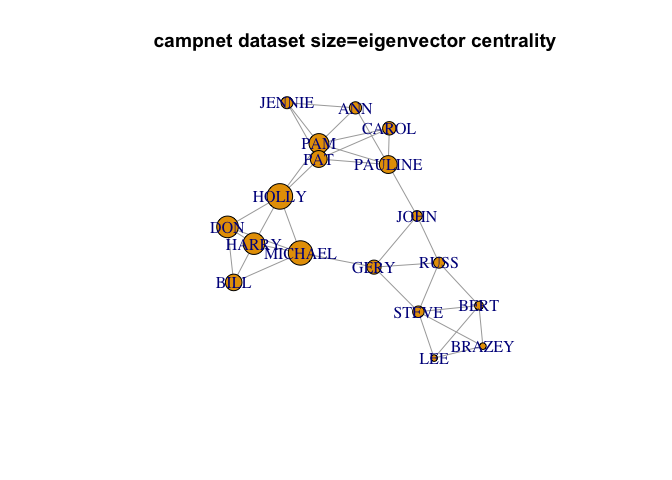 campnet dataset size=eigenvector centrality
JENNIE
ANN
CAROL
PAM
PAT
PAULINE
HOLLY
JOHN
DON
HARRY
MICHAEL
GERY
RUSS
BILL
BERT
STEVE
BRAZEY
LEE